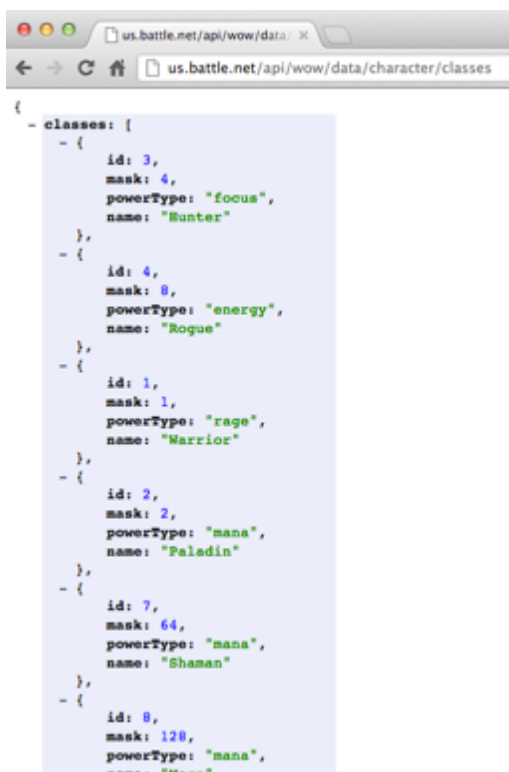 us.battle.net/api/wow/data/
us.battle.net/api/wow/data/character/classes
{
- classes: [
- {
id: 3,
mask: 4,
powerType: "focus",
name: "Hunter"
},
- {
id: 4,
mask: 8,
powerType: "energy",
name: "Rogue"
},
- {
id: 1,
mask: 1,
powerType: "rage",
name: "Warrior"
},
- {
id: 2,
mask: 2,
powerType: "mana",
name: "Paladin"
},
- {
id: 7,
mask: 64,
powerType: "mana",
name: "Shaman"
},
- {
id: 8,
mask: 128,
powerType: "mana",
name: "Mage"